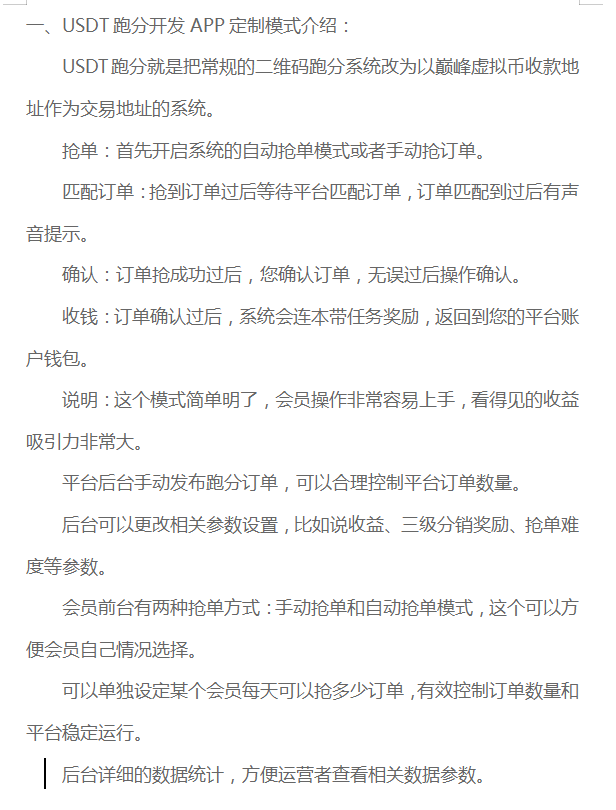 一、USDT 跑分开发 APP 定制模式介绍：
USDT 跑分就是把常规的二维码跑分系统改为以巅峰虚拟币收款地
址作为交易地址的系统。
抢单：首先开启系统的自动抢单模式或者手动抢订单。
匹配订单：抢到订单过后等待平台匹配订单，订单匹配到过后有声
音提示。
确认：订单抢成功过后，您确认订单，无误过后操作确认。
收钱：订单确认过后，系统会连本带任务奖励，返回到您的平台账
户钱包。
说明：这个模式简单明了，会员操作非常容易上手，看得见的收益
吸引力非常大。
平台后台手动发布跑分订单，可以合理控制平台订单数量。
后台可以更改相关参数设置，比如说收益、三级分销奖励、抢单难
度等参数。
会员前台有两种抢单方式：手动抢单和自动抢单模式，这个可以方
便会员自己情况选择。
可以单独设定某个会员每天可以抢多少订单，有效控制订单数量和
平台稳定运行。
后台详细的数据统计，方便运营者查看相关数据参数。